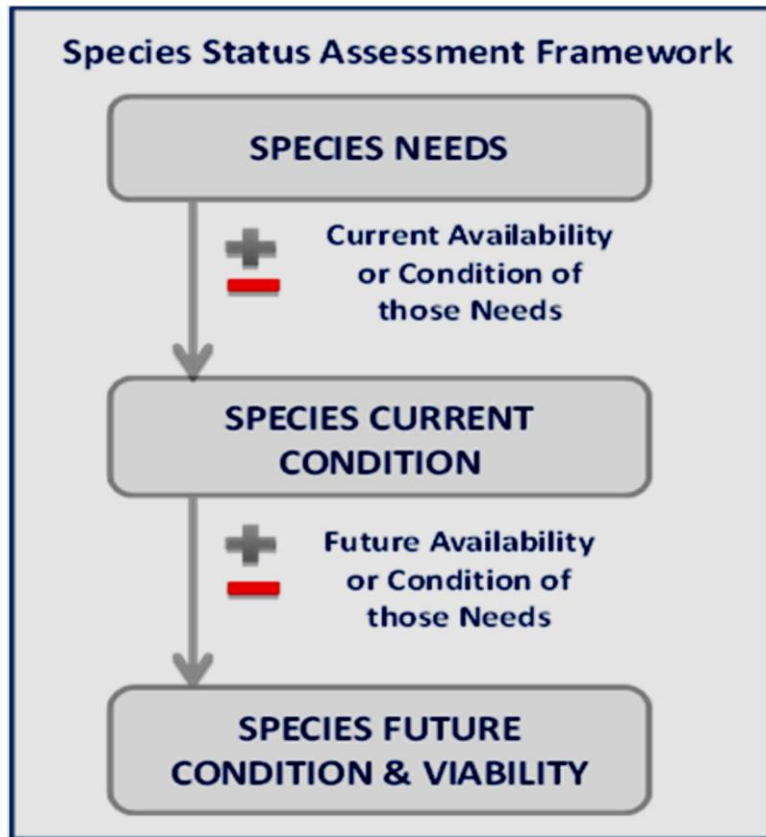 Species Status Assessment Framework
SPECIES NEEDS
Current Availability
or Condition of
those Needs
SPECIES CURRENT
CONDITION
Future Availability
or Condition of
those Needs
SPECIES FUTURE
CONDITION & VIABILITY